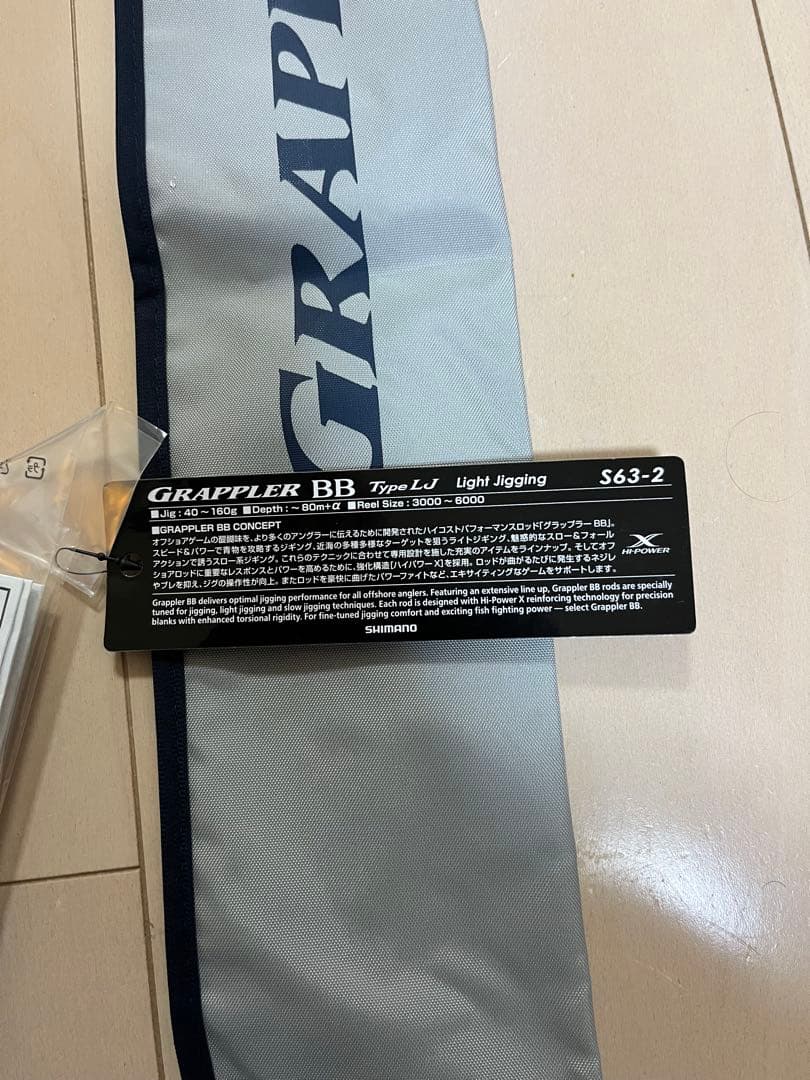 GRAPP
GRAPPLER BB Type LJ Light Jigging S63-2
■Jig : 40～160g ■Depth : ～80m+α ■Reel Size : 3000～6000
■GRAPPLER BB CONCEPT
オフショアゲームの醍醐味を、より多くのアングラーに伝えるために開発されたハイコストパフォーマンスロッド「グラップラー BB」。
スピード&パワーで青物を攻略するジギング、近海の多種多様なターゲットを狙うライトジギング、魅惑的なスロー&フォール
アクションで誘うスロー系ジギング。これらのテクニックに合わせて専用設計を施した充実のアイテムをラインナップ。そしてオフ
ショアロッドに重要なレスポンスとパワーを高めるために、強化構造[ハイパワーX]を採用。ロッドが曲がるたびに発生するネジレ
やブレを抑え、ジグの操作性が向上。またロッドを豪快に曲げたパワーファイトなど、エキサイティングなゲームをサポートします。
X
HI-POWER
Grappler BB delivers optimal jigging performance for all offshore anglers. Featuring an extensive line up, Grappler BB rods are specially
tuned for jigging, light jigging and slow jigging techniques. Each rod is designed with Hi-Power X reinforcing technology for precision
blanks with enhanced torsional rigidity. For fine-tuned jigging comfort and exciting fish fighting power — select Grappler BB.
SHIMANO